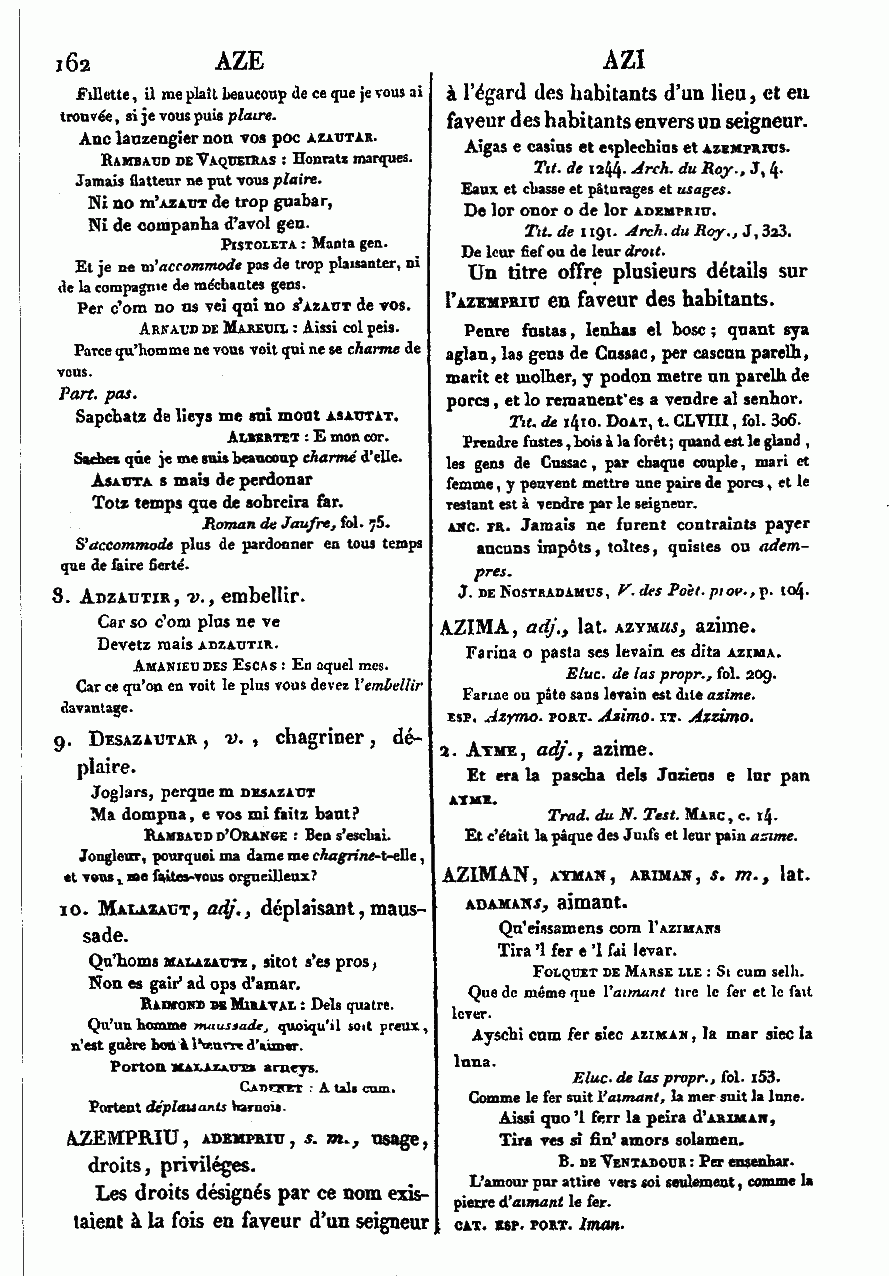 162 AZE AZI
Fillette, il me plaît beaucoup de ce que je vous ai
trouvée, si je vous puis plaire.
Anc lauzengier non vos poc AZAUTAR.
RAMBAUD DE VAQUEIRAS : Honratz marques.
Jamais flatteur ne put vous plaire.
Ni no m'AZAUT de trop guabar,
Ni de companha d'avol gen.
PISTOLETA : Manta gen.
Et je ne m'accommode pas de trop plaisanter, ni
de la compagnie de méchantes gens.
Per c'om no us vei qui no s'AZAUT de vos.
ARNAUD DE MAREUIL : Aissi col peis.
Parce qu'homme ne vous voit qui ne se charme de
vous.
Part. pas.
Sapchatz de lieys me sui mout ASAUTAT.
ALBERTET : E mon cor.
Sachez que je me suis beaucoup charmé d'elle.
ASAUTA s mais de perdonar
Totz temps que de sobreira far.
Roman de Jaufre, fol. 75.
S'accommode plus de pardonner en tous temps
que de faire fierté.
8. ADZAUTIR, v., embellir.
Car so c'om plus ne ve
Devetz mais ADZAUTIR.
AMANIEU DES ESCAS : En aquel mes.
Car ce qu'on en voit le plus vous devez l'embellir
davantage.
9. DESAZAUTAR, v., chagriner, dé-
plaire.
Joglars, perque m DESAZAUT
Ma dompna, e vos mi faitz baut?
RAMBAUD D'ORANGE : Ben s'eschai.
Jongleur, pourquoi ma dame me chagrine-t-elle,
et vous, me faites-vous orgueilleux?
10. MALAZAUT, adj., déplaisant, maus-
sade.
Qu'homs MALAZAUTZ, sitot s'es pros,
Non es gair' ad ops d'amar.
RAIMOND DE MIRAVAL : Dels quatre.
Qu'un homme maussade, quoiqu'il soit preux,
n'est guère bon à l'œuvre d'aimer.
Porton MALAZAUTES arneys.
CADENET : A tals cum.
Portent déplaisants harnois.
AZEMPRIU, ADEMPRIU, s. m., usage,
droits, priviléges.
Les droits désignés par ce nom exis-
taient à la fois en faveur d'un seigneur
à l'égard des habitants d'un lieu, et en
faveur des habitants envers un seigneur.
Aigas e casius et esplechius et AZEMPRIUS.
Tit. de 1244. Arch. du Roy., J, 4.
Eaux et chasse et pâturages et usages.
De lor onor o de lor ADEMPRIU.
Tit. de 1191. Arch. du Roy., J, 323.
De leur fief ou de leur droit.
Un titre offre plusieurs détails sur
l'AZEMPRIU en faveur des habitants.
Penre fustas, lenhas el bosc; quant sya
aglan, las gens de Cussac, per cascun parelh,
marit et molher, y podon metre un parelh de
porcs, et lo remanent'es a vendre al senhor.
Tit. de 1410. DOAT, t. CLVIII, fol. 306.
Prendre fustes, bois à la forêt; quand est le gland,
les gens de Cussac, par chaque couple, mari et
femme, y peuvent mettre une paire de porcs, et le
restant est à vendre par le seigneur.
ANC. FR. Jamais ne furent contraints payer
aucuns impôts, toltes, quistes ou adem-
pres.
J. DE NOSTRADAMUS, V. des Poèt. prov., p. 104.
AZIMA, adj., lat. AZYMUS, azime.
Farina o pasta ses levain es dita AZIMA.
Eluc. de las propr., fol. 209.
Farine ou pâte sans levain est dite azime.
ESP. Azymo. PORT. Asimo. IT. Azzimo.
2. AYME, adj., azime.
Et era la pascha dels Juzieus e lur pan
AYME.
Trad. du N. Test. MARC, c. 14.
Et c'était la pâque des Juifs et leur pain azime.
AZIMAN, AYMAN, ARIMAN, s. m., lat.
ADAMANS, aimant.
Qu'eissamens com l'AZIMANS
Tira 'l fer e 'l fai levar.
FOLQUET DE MARSE LLE : Si cum selh.
Que de même que l'aimant tire le fer et le fait
lever.
Ayschi cum fer siec AZIMAN, la mar siec la
luna.
Eluc. de las propr., fol. 153.
Comme le fer suit l'aimant, la mer suit la lune.
Aissi quo 'l ferr la peira d'ARIMAN,
Tira ves si fin' amors solamen.
B. DE VENTADOUR : Per ensenhar.
L'amour pur attire vers soi seulement, comme la
pierre d'aimant le fer.
CAT. ESP. PORT. Iman.